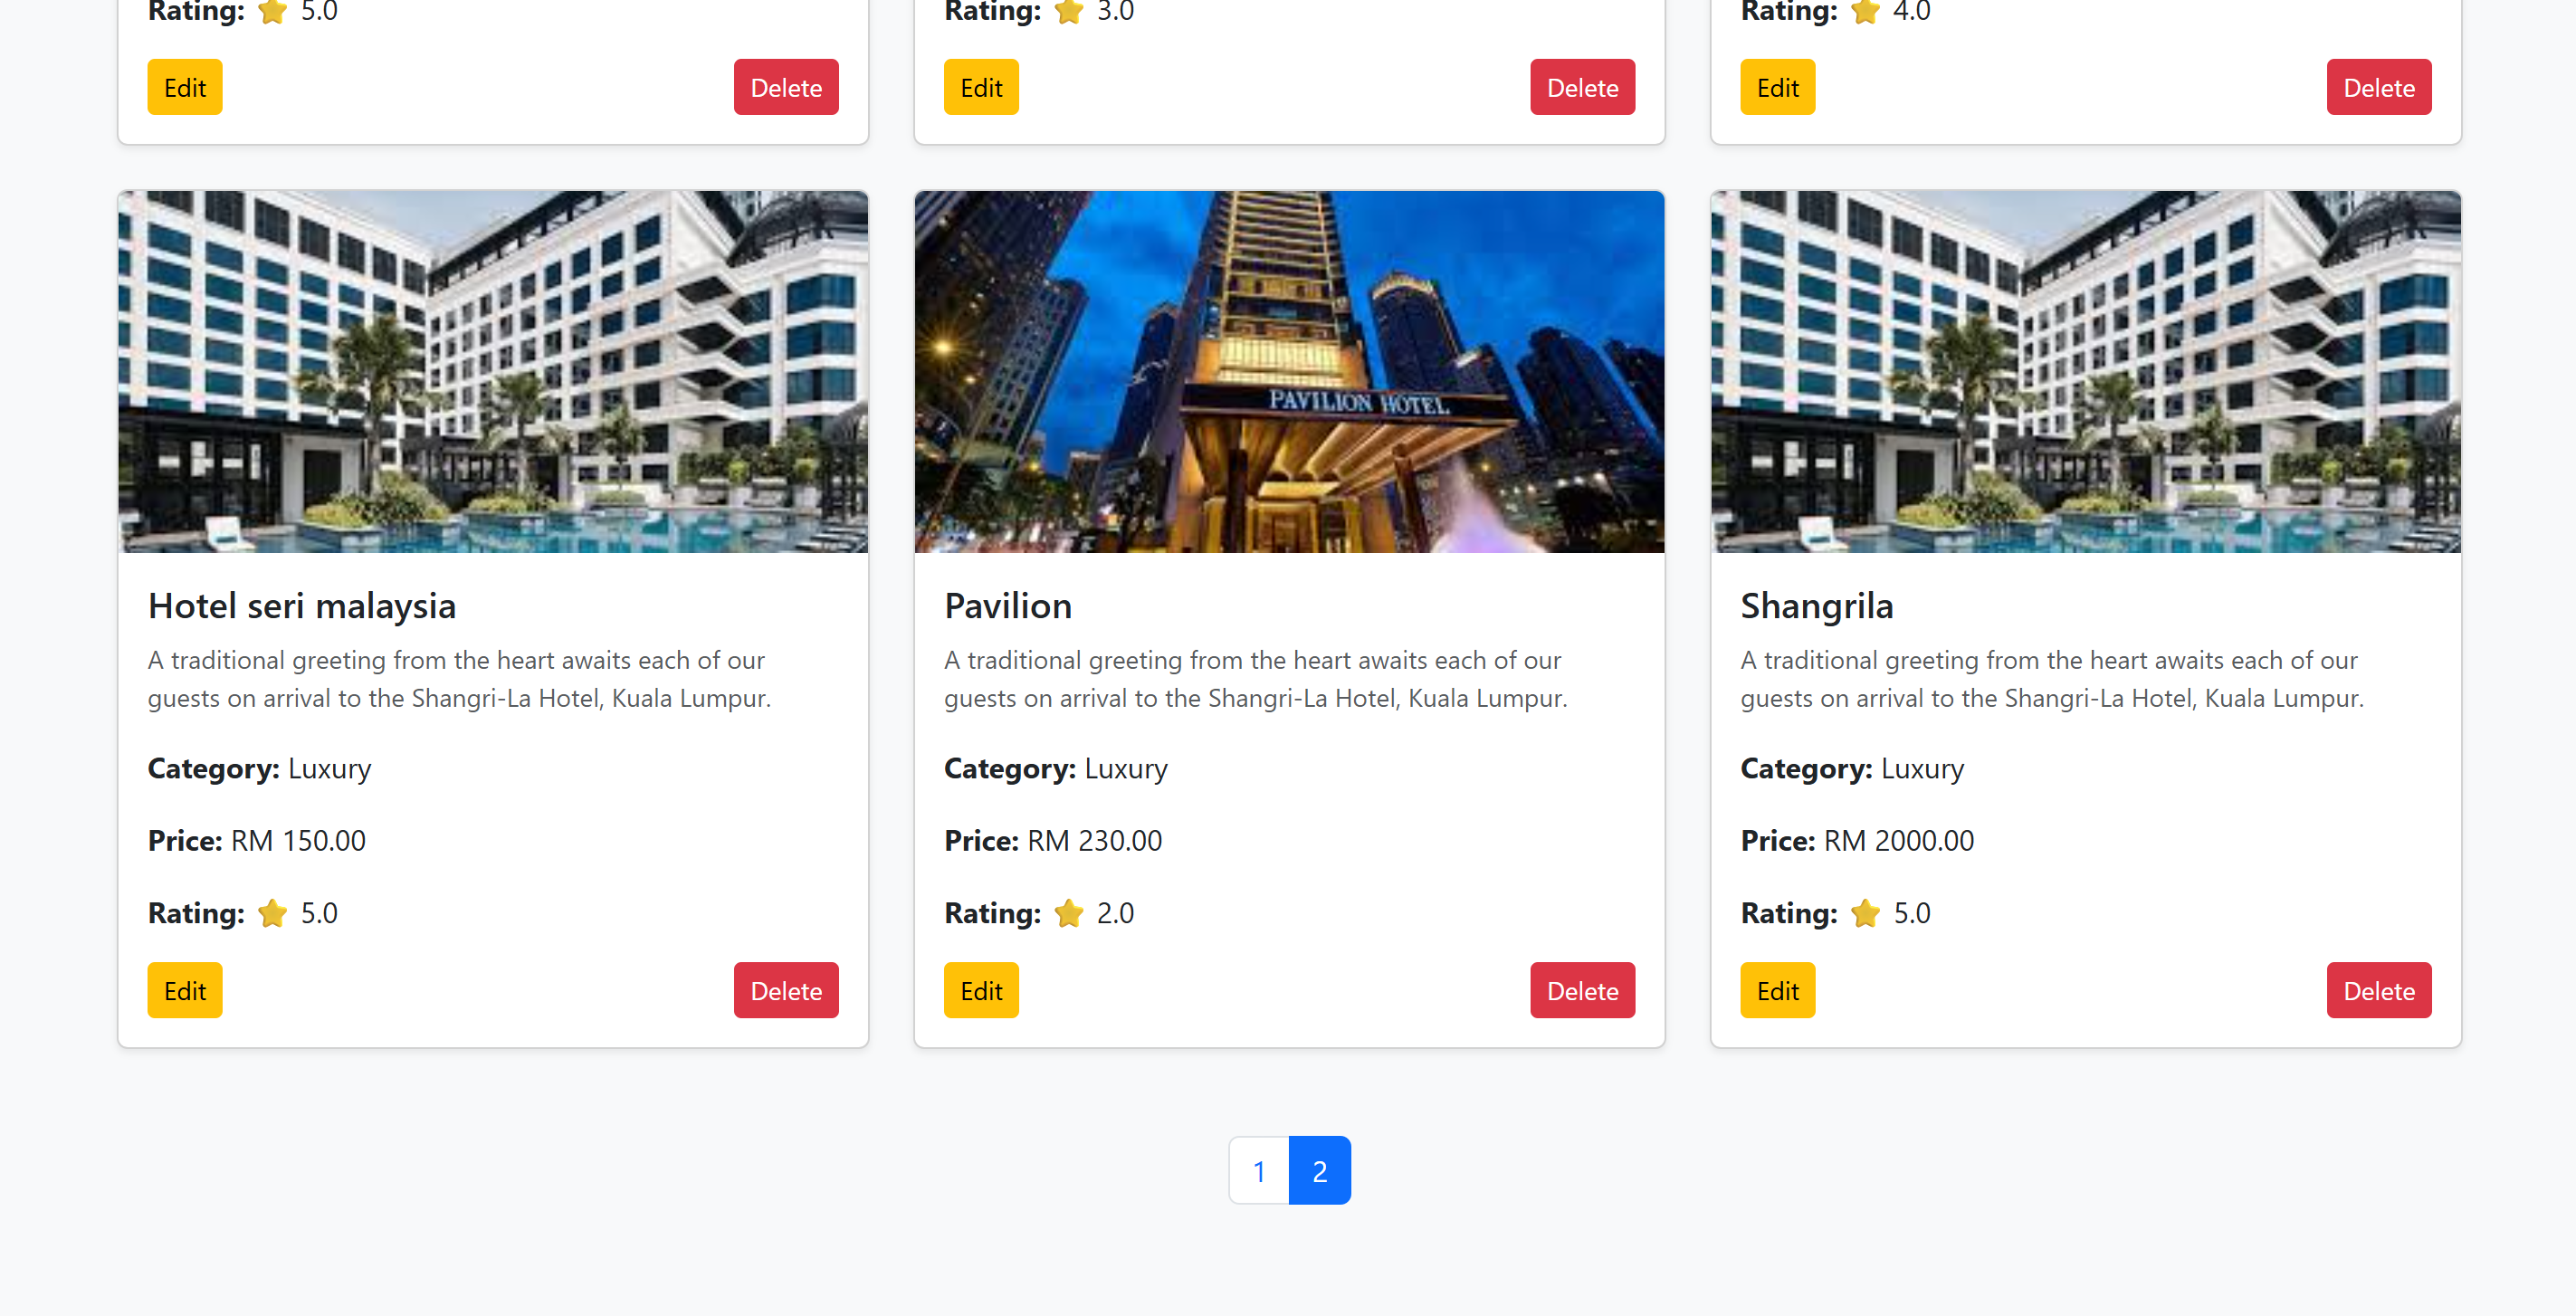 Rating: ⭐ 5.0
Rating: ⭐ 3.0
Rating: ⭐ 4.0
Edit
Delete
Edit
Delete
Edit
Delete
PAVILION HOTEL
Hotel seri malaysia
A traditional greeting from the heart awaits each of our
guests on arrival to the Shangri-La Hotel, Kuala Lumpur.
Category: Luxury
Price: RM 150.00
Rating: ⭐ 5.0
Edit
Delete
Pavilion
A traditional greeting from the heart awaits each of our
guests on arrival to the Shangri-La Hotel, Kuala Lumpur.
Category: Luxury
Price: RM 230.00
Rating: ⭐ 2.0
Edit
Delete
Shangrila
A traditional greeting from the heart awaits each of our
guests on arrival to the Shangri-La Hotel, Kuala Lumpur.
Category: Luxury
Price: RM 2000.00
Rating: ⭐ 5.0
Edit
Delete
1
2